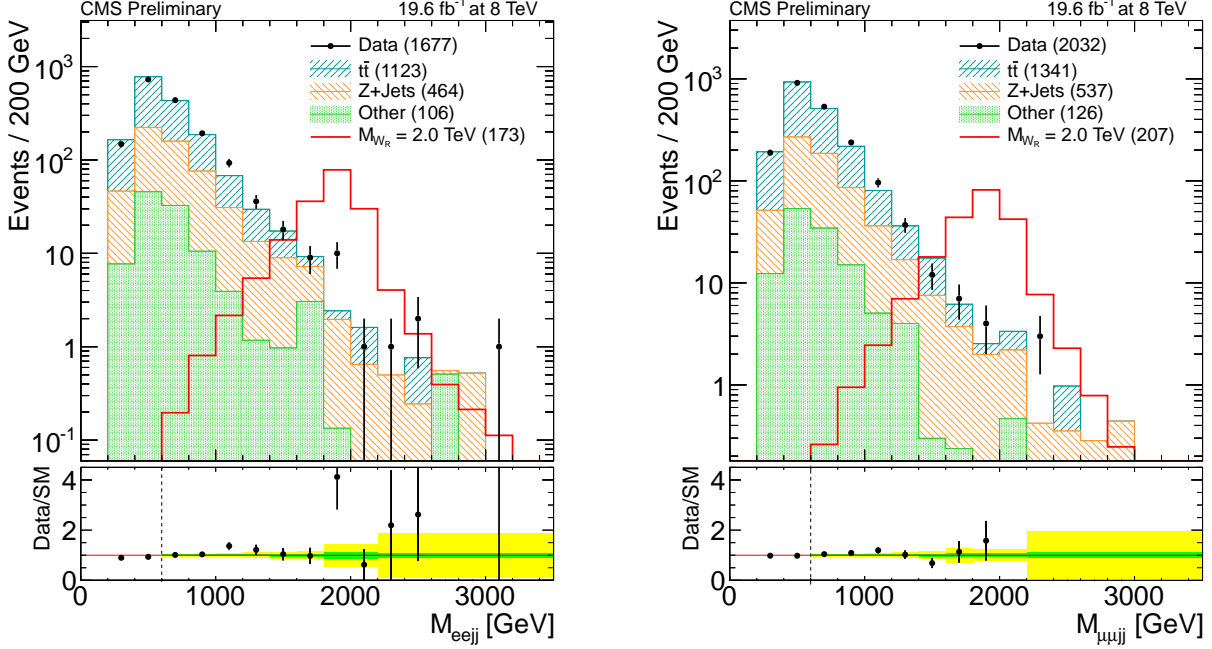 CMS Preliminary 19.6 fb⁻¹ at 8 TeV
Events / 200 GeV
10³
10²
10
1
10⁻¹
Data (1677)
tt̄ (1123)
Z+Jets (464)
Other (106)
M_{W_R} = 2.0 TeV (173)
Data/SM
4
2
0
0 1000 2000 3000
M_{eejj} [GeV]
CMS Preliminary 19.6 fb⁻¹ at 8 TeV
Events / 200 GeV
10³
10²
10
1
Data (2032)
tt̄ (1341)
Z+Jets (537)
Other (126)
M_{W_R} = 2.0 TeV (207)
Data/SM
4
2
0
0 1000 2000 3000
M_{μμjj} [GeV]